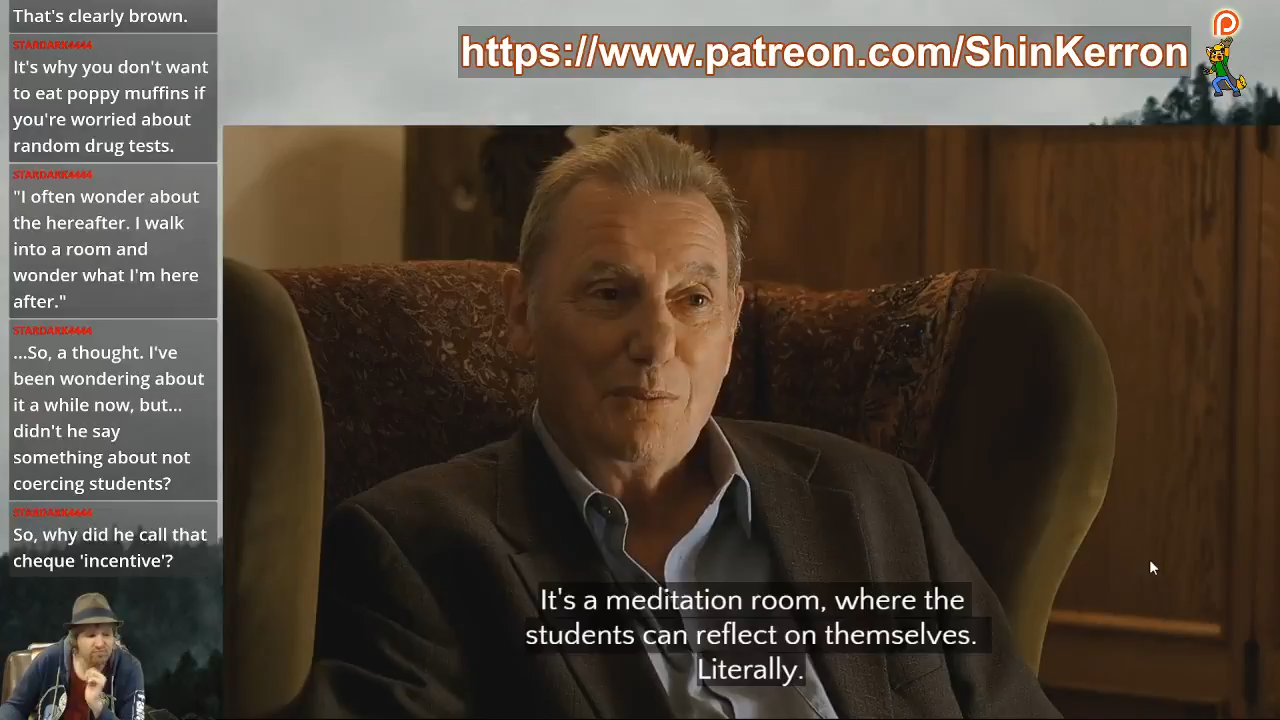 That's clearly brown.
STARDARK4444
It's why you don't want
to eat poppy muffins if
you're worried about
random drug tests.
STARDARK4444
"I often wonder about
the hereafter. I walk
into a room and
wonder what I'm here
after."
STARDARK4444
...So, a thought. I've
been wondering about
it a while now, but...
didn't he say
something about not
coercing students?
STARDARK4444
So, why did he call that
cheque 'incentive'?
https://www.patreon.com/ShinKerron
It's a meditation room, where the
students can reflect on themselves.
Literally.